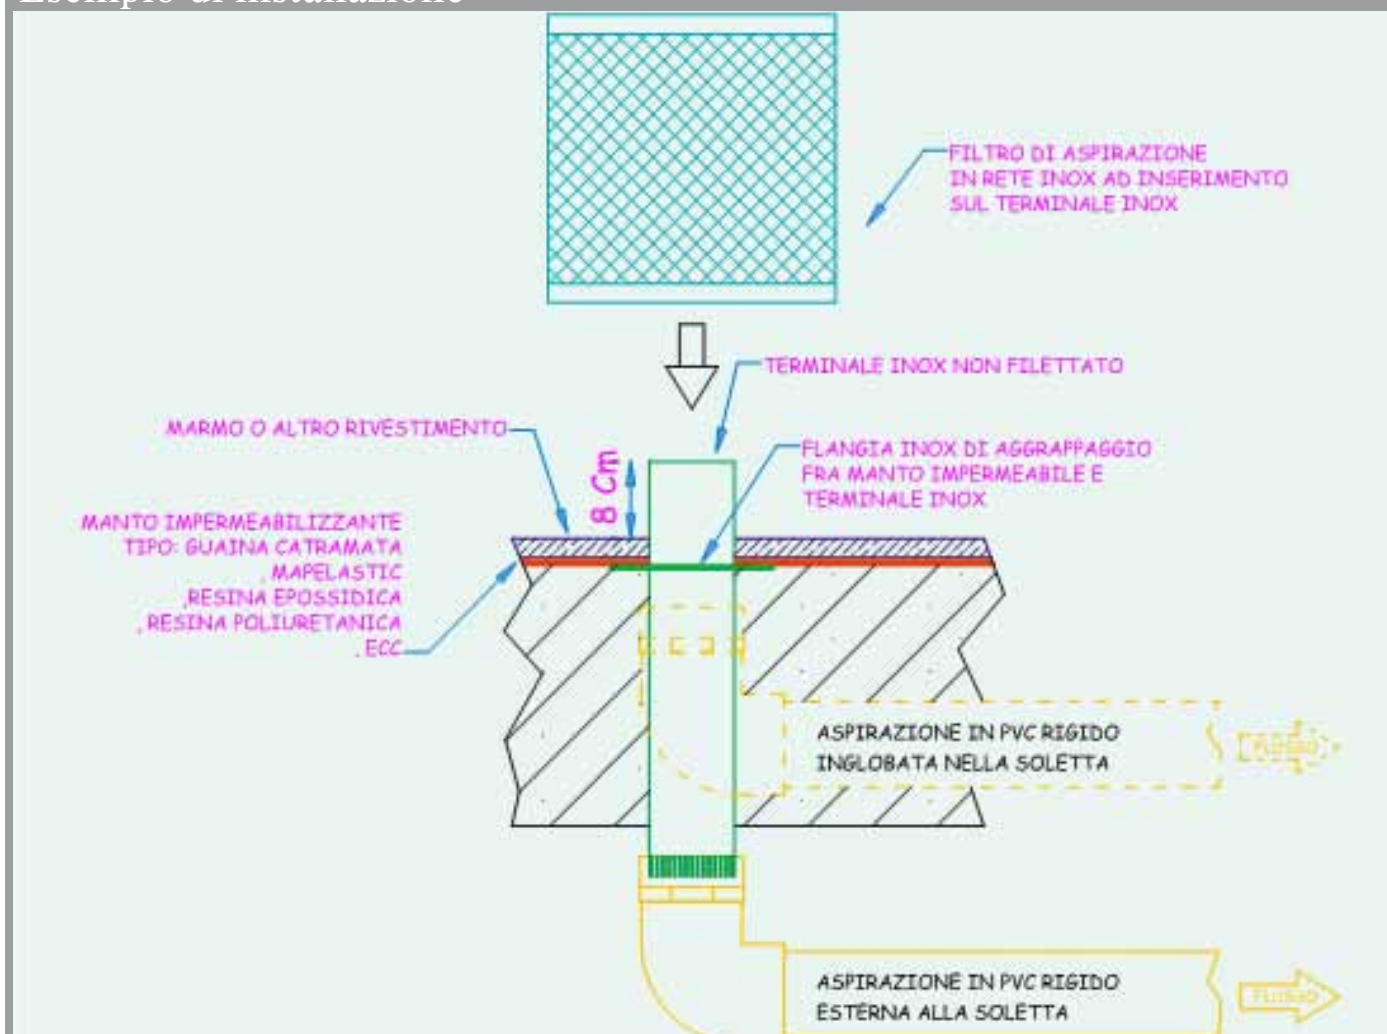 Esempio di installazione
FILTRO DI ASPIRAZIONE
IN RETE INOX AD INSERIMENTO
SUL TERMINALE INOX
TERMINALE INOX NON FILETTATO
MARMO O ALTRO RIVESTIMENTO
FLANGIA INOX DI AGGRAPPAGGIO
FRA MANTO IMPERMEABILE E
TERMINALE INOX
8 Cm
MANTO IMPERMEABILIZZANTE
TIPO: GUAINA CATRAMATA
, MAPELASTIC
,RESINA EPOSSIDICA
, RESINA POLIURETANICA
, ECC
ASPIRAZIONE IN PVC RIGIDO
INGLOBATA NELLA SOLETTA
FLUSSO
ASPIRAZIONE IN PVC RIGIDO
ESTERNA ALLA SOLETTA
FLUSSO